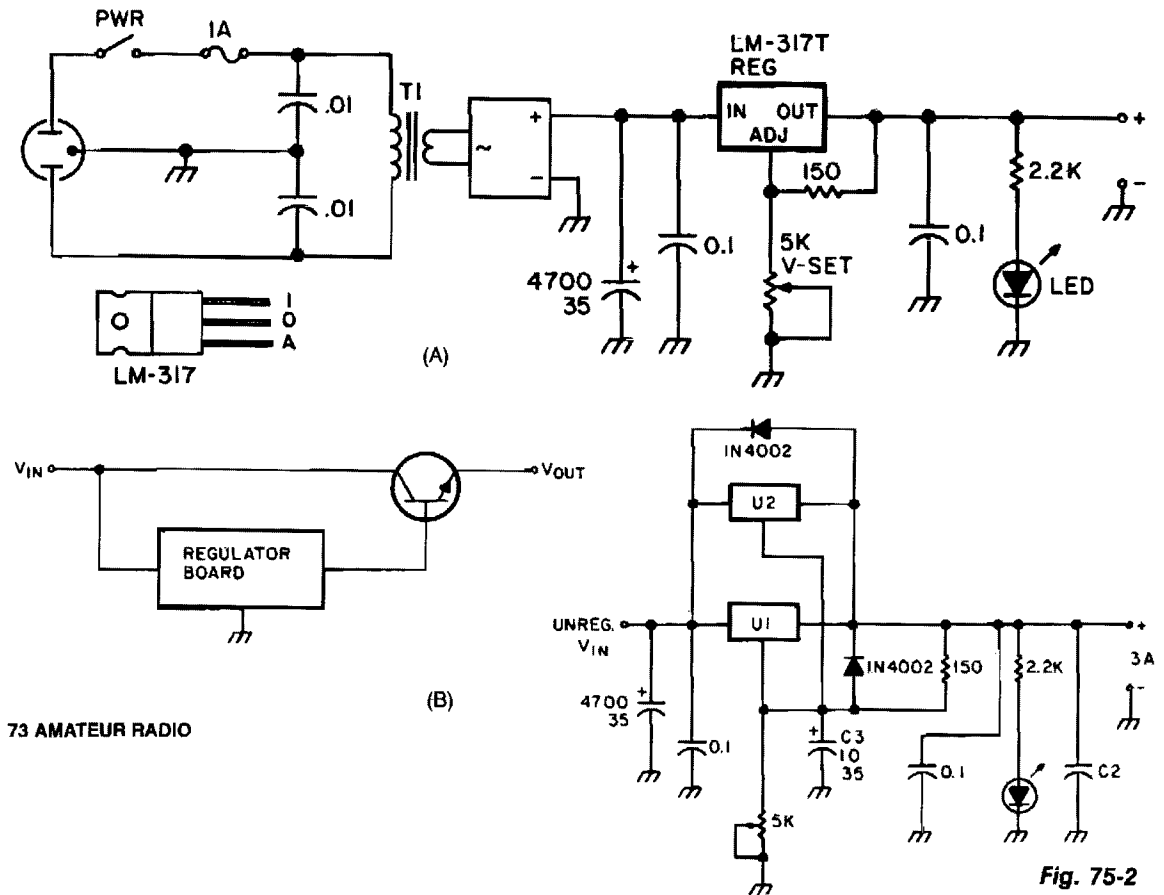 PWR
1A
.01
.01
T1
~
+
-
LM-317T
REG
IN OUT
ADJ
150
+
4700
35
0.1
5K
V-SET
0.1
2.2K
LED
+
-
I
O
A
LM-317
(A)
VIN
VOUT
REGULATOR
BOARD
(B)
73 AMATEUR RADIO
1N4002
U2
UNREG.
VIN
U1
+
4700
35
0.1
1N4002
150
2.2K
+
3A
-
+
C3
10
35
0.1
C2
5K
Fig. 75-2